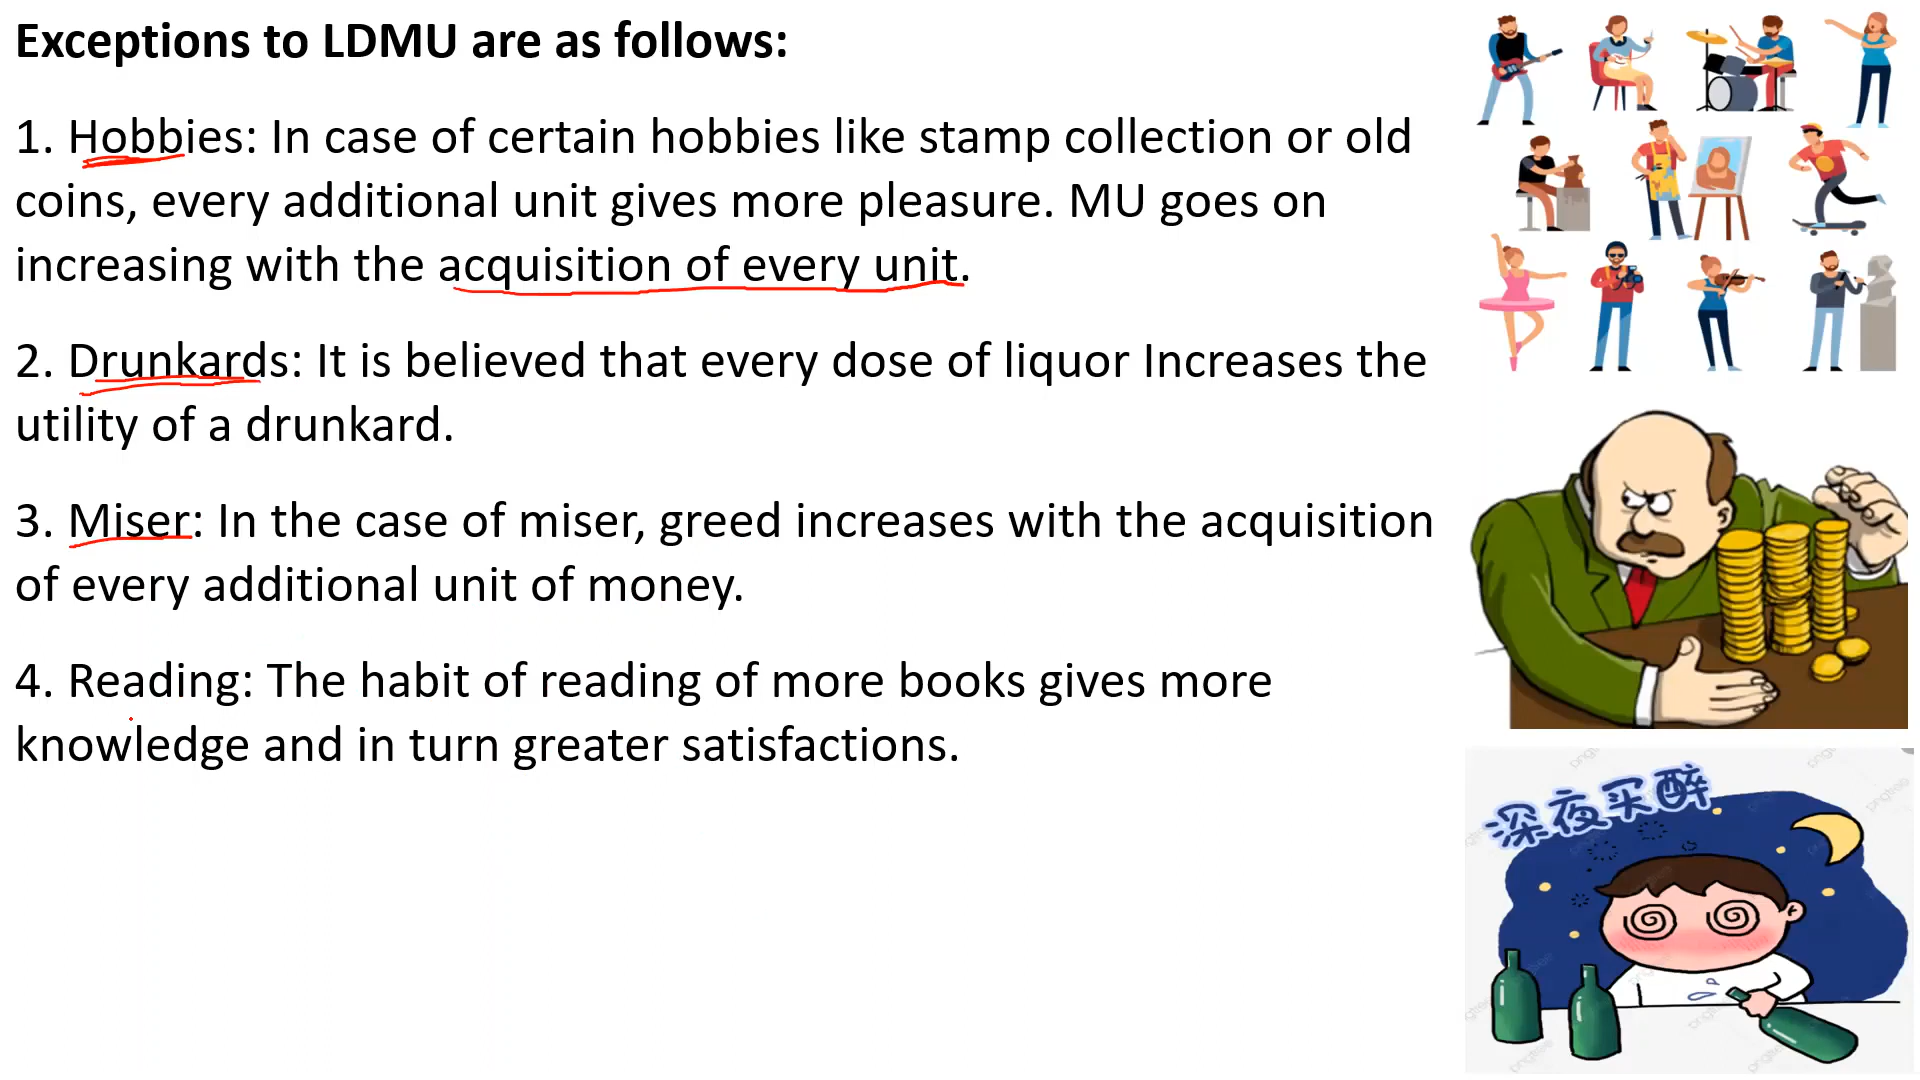 Exceptions to LDMU are as follows:
1. Hobbies: In case of certain hobbies like stamp collection or old
coins, every additional unit gives more pleasure. MU goes on
increasing with the acquisition of every unit.
2. Drunkards: It is believed that every dose of liquor Increases the
utility of a drunkard.
3. Miser: In the case of miser, greed increases with the acquisition
of every additional unit of money.
4. Reading: The habit of reading of more books gives more
knowledge and in turn greater satisfactions.
深夜买醉